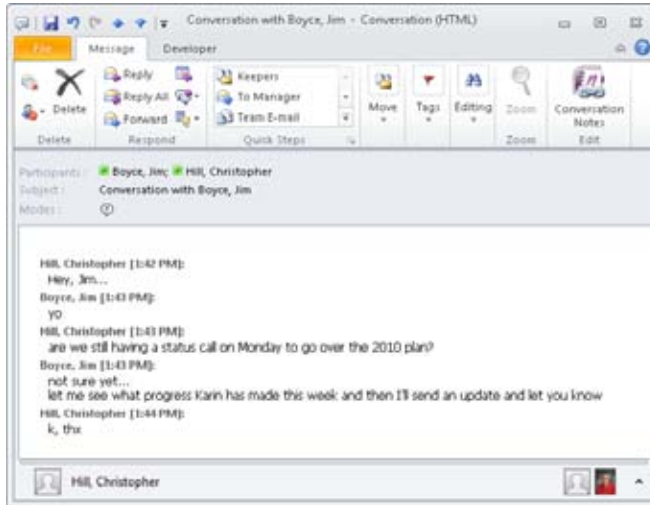 Conversation with Boyce, Jim - Conversation (HTML)
File Message Developer
Delete
Reply
Reply All
Forward
Keepers
To Manager
Team E-mail
Move
Tags
Editing
Zoom
Conversation
Notes
Delete Respond Quick Steps Zoom Edit
Participants: Boyce, Jim; Hill, Christopher
Subject: Conversation with Boyce, Jim
Modes:
Hill, Christopher [1:42 PM]:
Hey, Jim...
Boyce, Jim [1:43 PM]:
yo
Hill, Christopher [1:43 PM]:
are we still having a status call on Monday to go over the 2010 plan?
Boyce, Jim [1:43 PM]:
not sure yet...
let me see what progress Karin has made this week and then I'll send an update and let you know
Hill, Christopher [1:44 PM]:
k, thx
Hill, Christopher